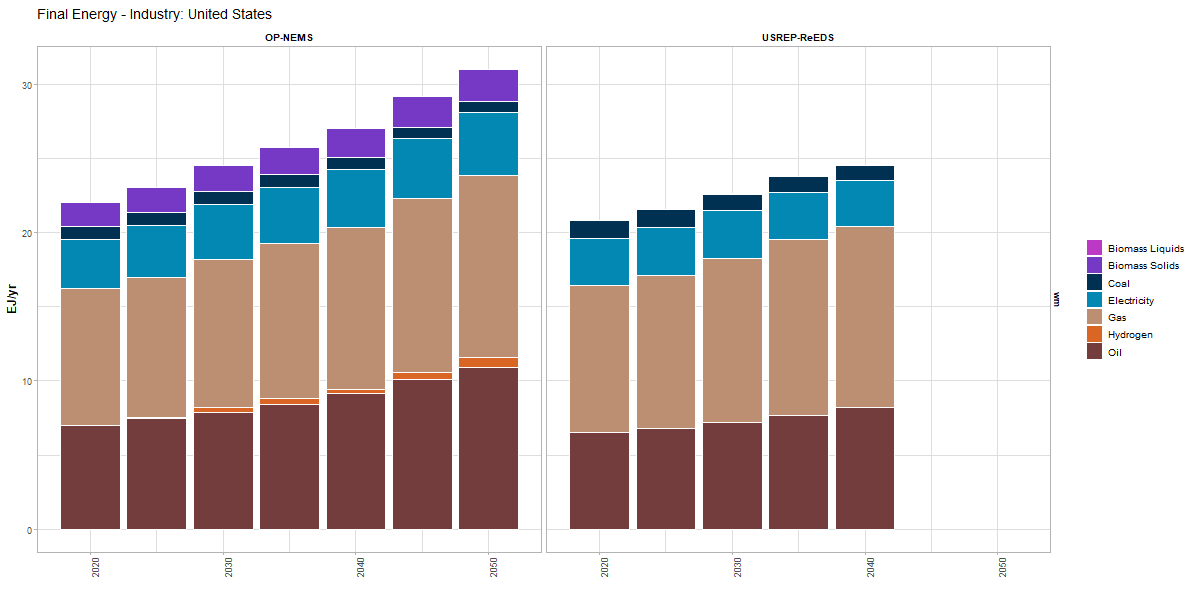 Final Energy - Industry: United States
OP-NEMS
USREP-ReEDS
EJ/yr
30
20
10
0
2020
2030
2040
2050
2020
2030
2040
2050
wm
Biomass Liquids
Biomass Solids
Coal
Electricity
Gas
Hydrogen
Oil